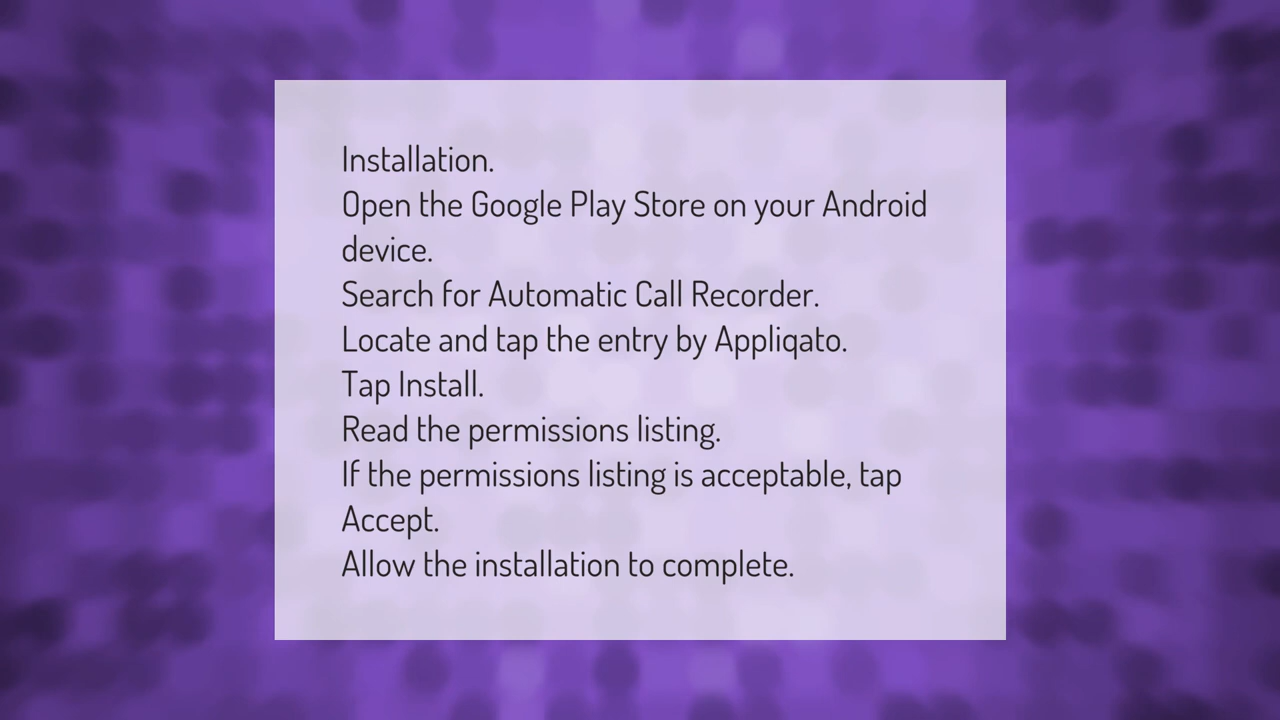 Installation.
Open the Google Play Store on your Android
device.
Search for Automatic Call Recorder.
Locate and tap the entry by Appliqato.
Tap Install.
Read the permissions listing.
If the permissions listing is acceptable, tap
Accept.
Allow the installation to complete.